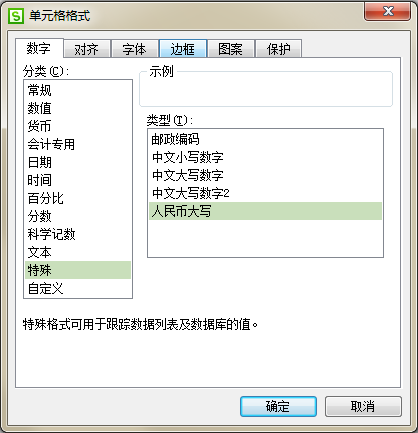 单元格格式
数字 对齐 字体 边框 图案 保护
分类(C):
常规
数值
货币
会计专用
日期
时间
百分比
分数
科学记数
文本
特殊
自定义
示例
类型(T):
邮政编码
中文小写数字
中文大写数字
中文大写数字2
人民币大写
特殊格式可用于跟踪数据列表及数据库的值。
确定 取消